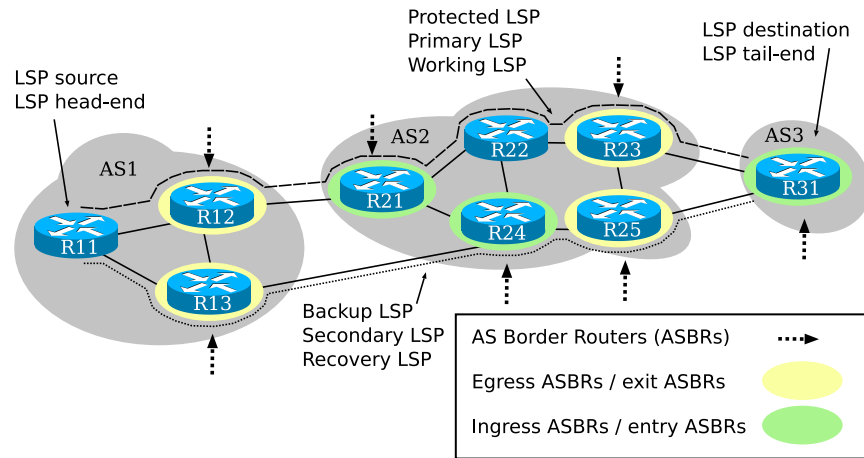 Protected LSP
Primary LSP
Working LSP
LSP destination
LSP tail-end
LSP source
LSP head-end
AS1
AS2
AS3
R11
R12
R13
R21
R22
R23
R24
R25
R31
Backup LSP
Secondary LSP
Recovery LSP
AS Border Routers (ASBRs)
Egress ASBRs / exit ASBRs
Ingress ASBRs / entry ASBRs